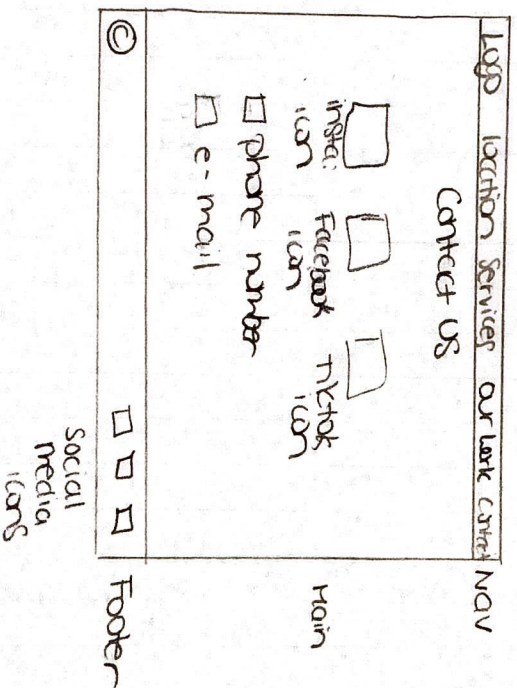 Logo location Services our work Contact
Nav
Contact Us
insta: icon
Facebook icon
tiktok icon
Main
phone number
e-mail
©
Footer
Social media icons